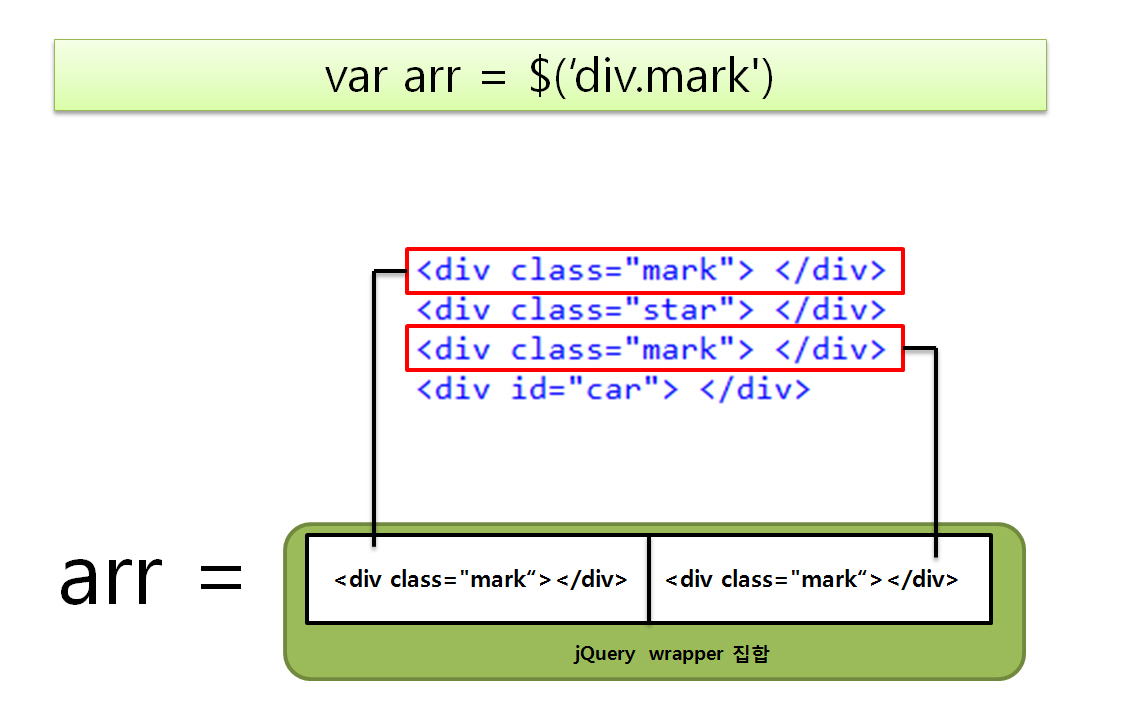 var arr = $(‘div.mark')
<div class="mark"> </div>
<div class="star"> </div>
<div class="mark"> </div>
<div id="car"> </div>
arr =
<div class="mark“></div> <div class="mark“></div>
jQuery wrapper 집합